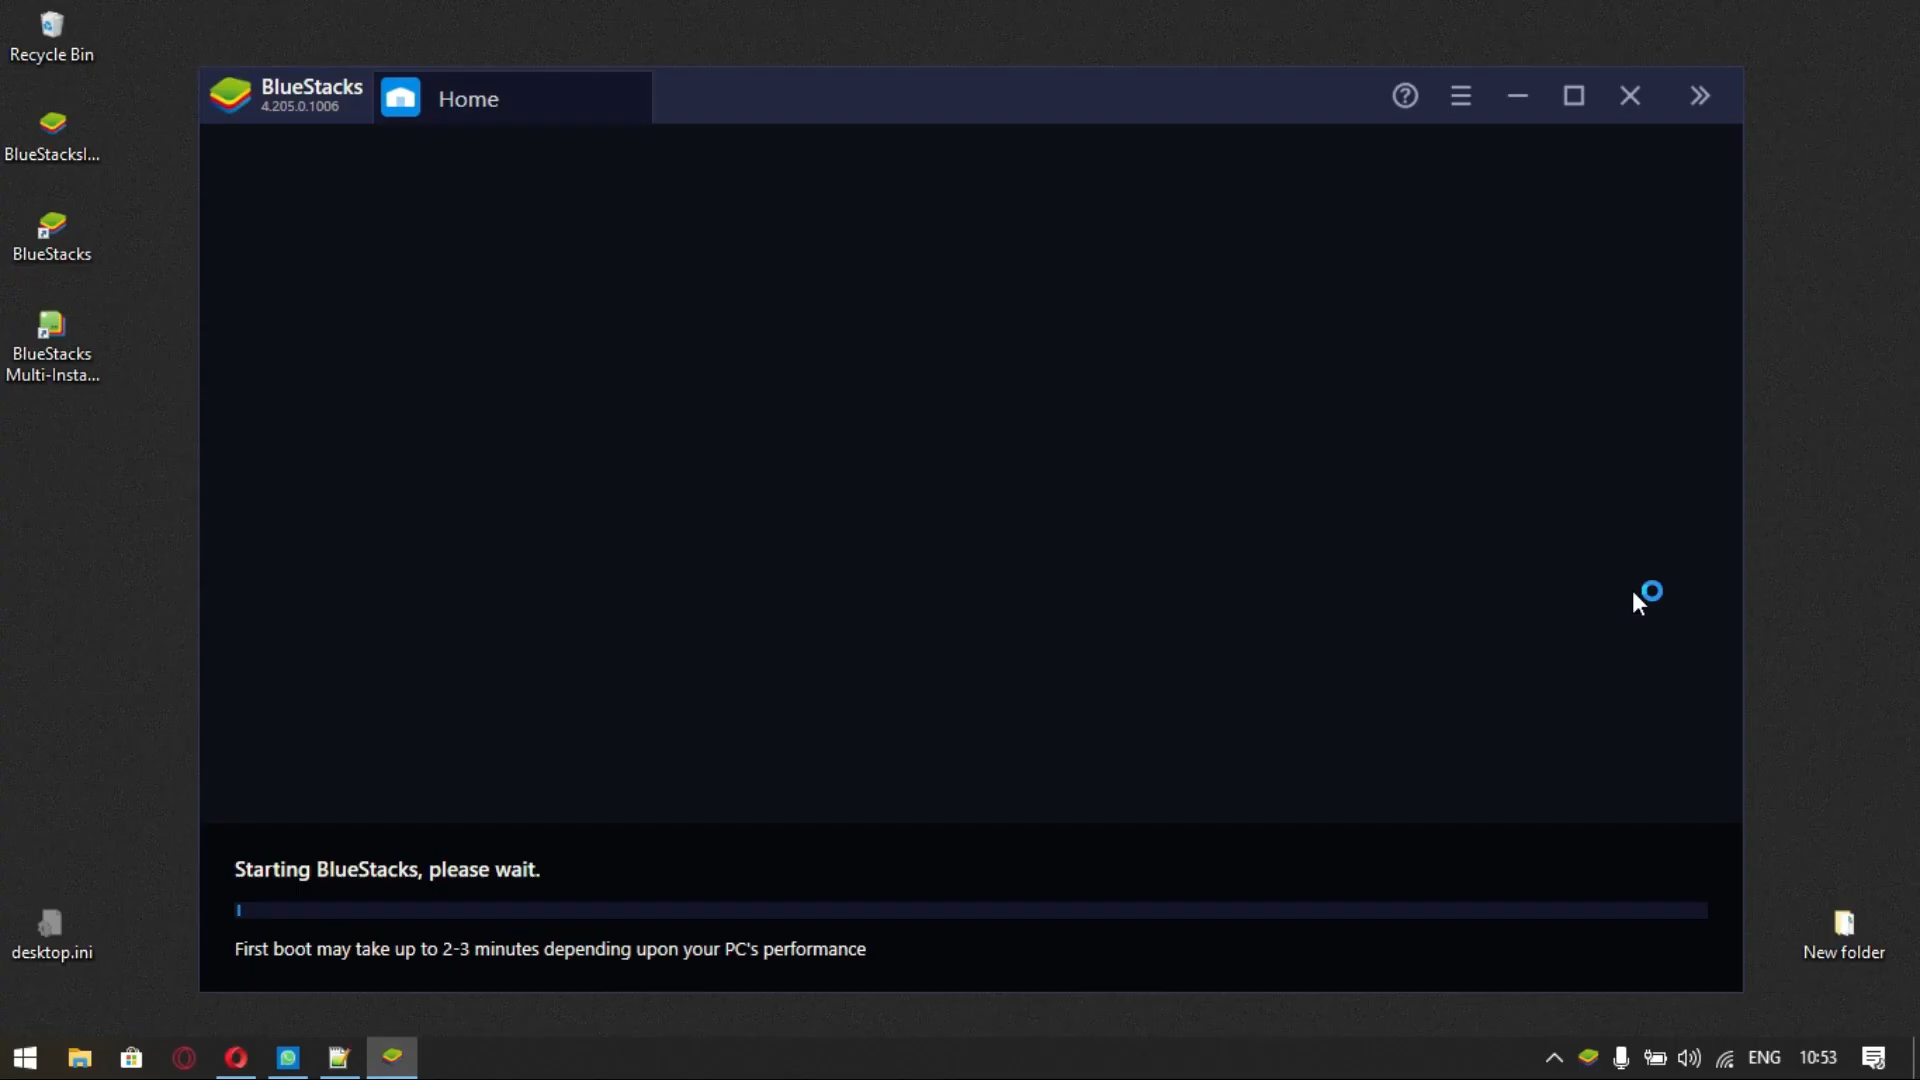 Recycle Bin
BlueStacksI...
BlueStacks
BlueStacks
Multi-Insta...
desktop.ini
BlueStacks
4.205.0.1006
Home
Starting BlueStacks, please wait.
First boot may take up to 2-3 minutes depending upon your PC's performance
New folder
ENG
10:53